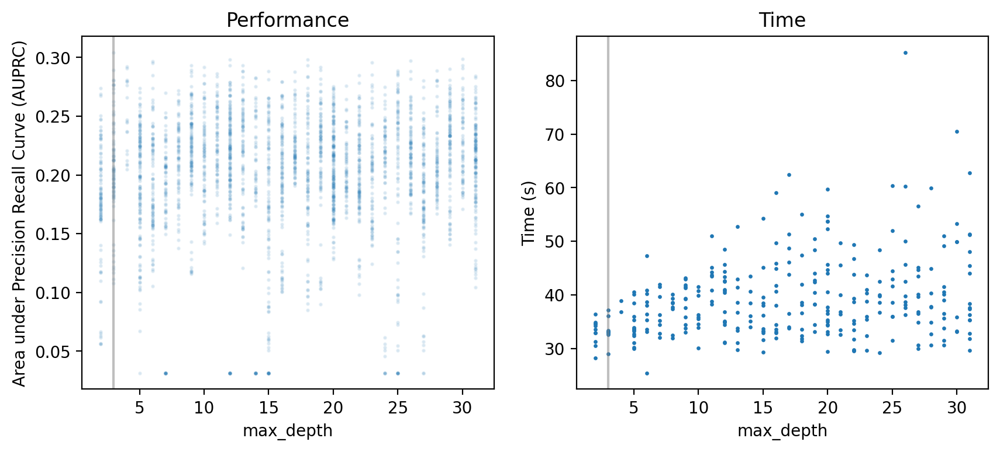 Performance
Area under Precision Recall Curve (AUPRC)
0.30
0.25
0.20
0.15
0.10
0.05
5 10 15 20 25 30
max_depth
Time
Time (s)
80
70
60
50
40
30
5 10 15 20 25 30
max_depth